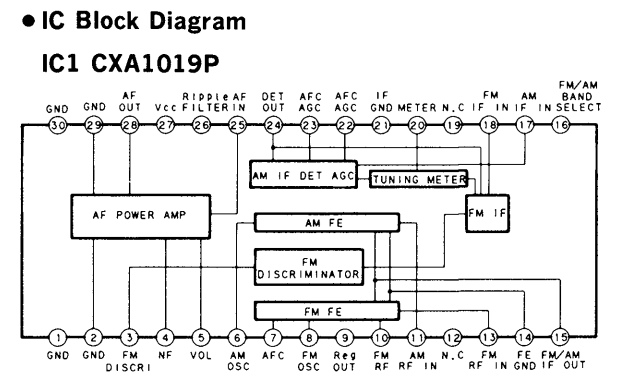 ● IC Block Diagram
IC1 CXA1019P
FM/AM
AF Ripple AF DET AFC AFC IF FM AM BAND
GND GND OUT Vcc FILTER IN OUT AGC AGC GND METER N.C IF IN IF IN SELECT
30 29 28 27 26 25 24 23 22 21 20 19 18 17 16
AM IF DET AGC
TUNING METER
AF POWER AMP
AM FE
FM IF
FM
DISCRIMINATOR
FM FE
1 2 3 4 5 6 7 8 9 10 11 12 13 14 15
GND GND FM NF VOL AM AFC FM Reg FM AM N.C FM FE FM/AM
DISCRI OSC OSC OUT RF RF IN RF IN GND IF OUT